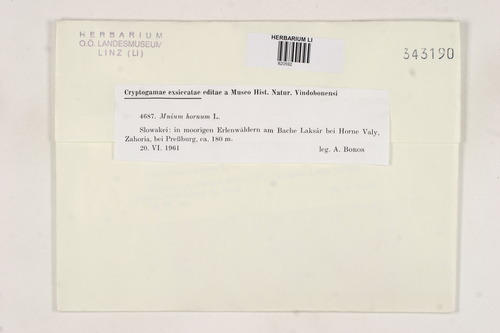 HERBARIUM
O.Ö. LANDESMUSEUM
LINZ (LI)
HERBARIUM LI
820592
343190
Cryptogamae exsiccatae editae a Museo Hist. Natur. Vindobonensi
4687. Mnium hornum L.
Slowakei: in moorigen Erlenwäldern am Bache Laksár bei Horne Valy,
Zahoria, bei Preßburg, ca. 180 m.
20. VI. 1961 leg. A. BOROS